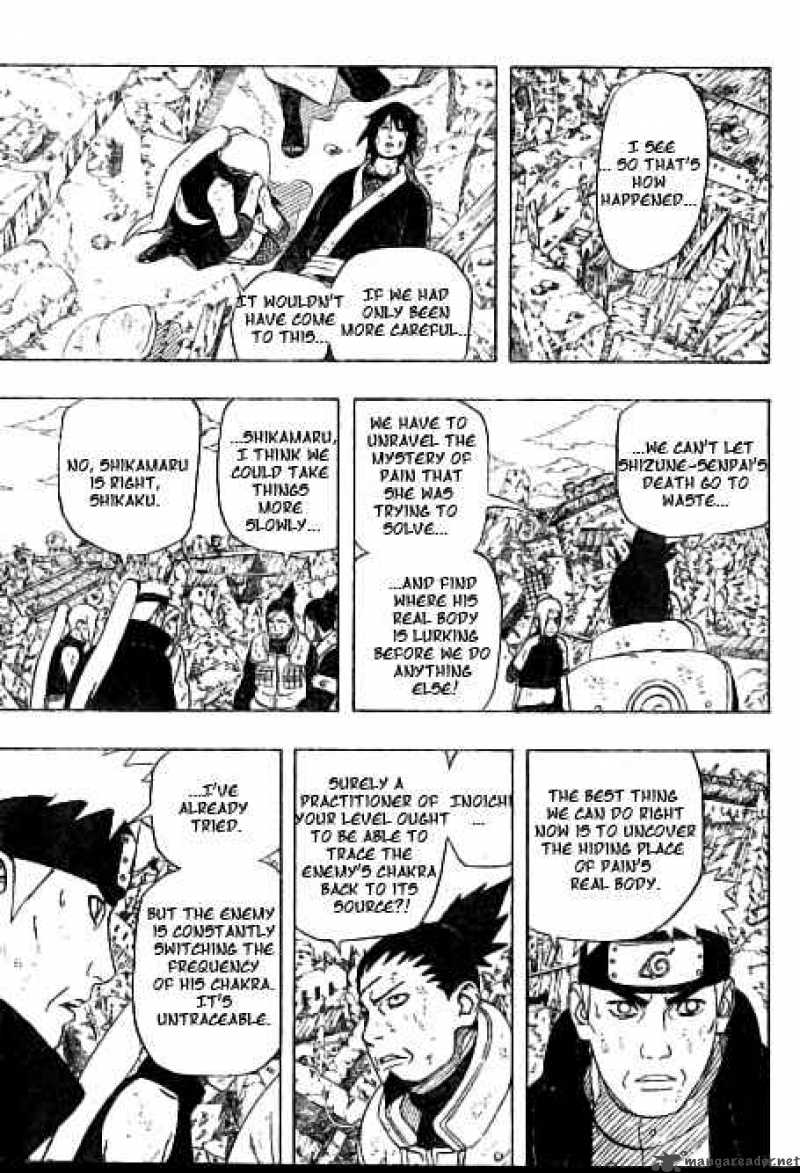 I SEE
... SO THAT'S
HOW
HAPPENED...
IF WE HAD
ONLY BEEN
MORE CAREFUL...
IT WOULDN'T
HAVE COME
TO THIS...
...WE CAN'T LET
SHIZUNE-SENPAI'S
DEATH GO TO
WASTE...
WE HAVE TO
UNRAVEL THE
MYSTERY OF
PAIN THAT
SHE WAS
TRYING TO
SOLVE...
...AND FIND
WHERE HIS
REAL BODY
IS LURKING
BEFORE WE DO
ANYTHING
ELSE!
...SHIKAMARU,
I THINK WE
COULD TAKE
THINGS
MORE
SLOWLY...
NO, SHIKAMARU
IS RIGHT,
SHIKAKU.
THE BEST THING
WE CAN DO RIGHT
NOW IS TO UNCOVER
THE HIDING PLACE
OF PAIN'S
REAL BODY.
INOICHI
...
SURELY A
PRACTITIONER OF
YOUR LEVEL OUGHT
TO BE ABLE TO
TRACE THE
ENEMY'S CHAKRA
BACK TO ITS
SOURCE?!
...I'VE
ALREADY
TRIED.
BUT THE ENEMY
IS CONSTANTLY
SWITCHING THE
FREQUENCY
OF HIS CHAKRA.
IT'S
UNTRACEABLE.
mangareader.net